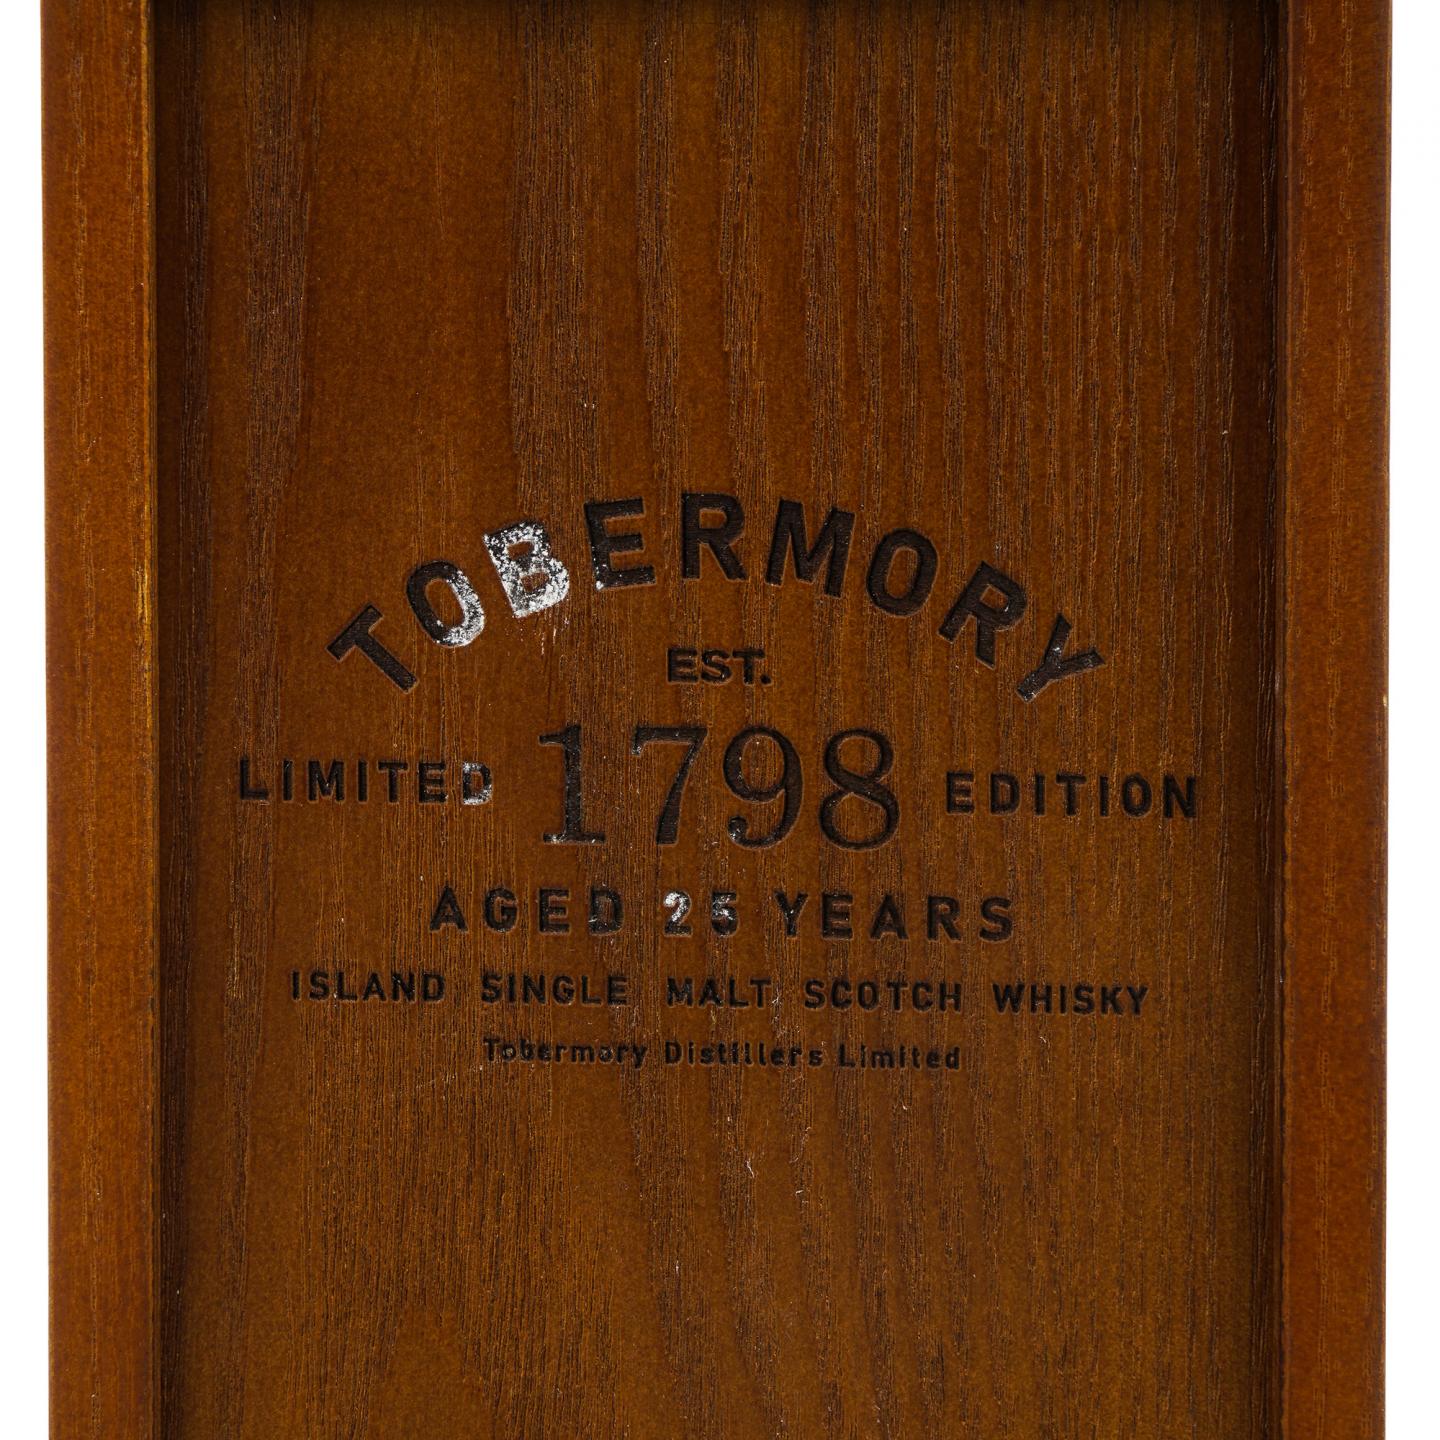 TOBERMORY
EST.
LIMITED 1798 EDITION
AGED 25 YEARS
ISLAND SINGLE MALT SCOTCH WHISKY
Tobermory Distillers Limited